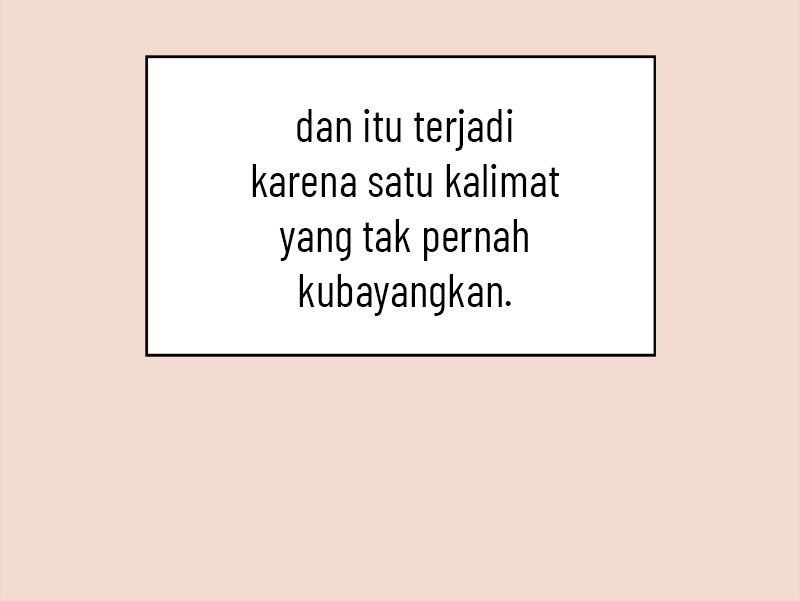 dan itu terjadi
karena satu kalimat
yang tak pernah
kubayangkan.